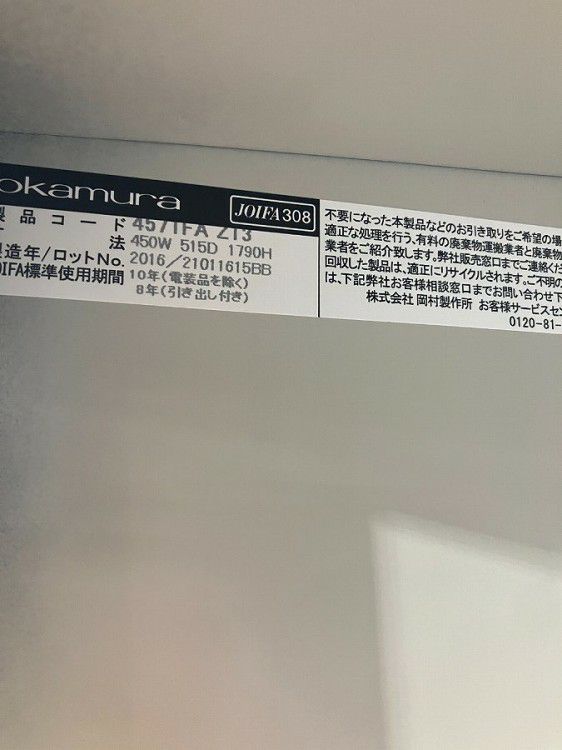 okamura
JOIFA 308
製品コード 4571FA Z13
法 450W 515D 1790H
製造年/ロットNo. 2016/21011615BB
JOIFA標準使用期間 10年(電装品を除く)
8年(引き出し付き)
不要になった本製品などのお引き取りをご希望の場
適正な処理を行う、有料の廃棄物運搬業者と廃棄物
業者をご紹介致します。弊社販売窓口までご連絡くだ
回収した製品は、適正にリサイクルされます。ご不明の
は、下記弊社お客様相談窓口までお問い合わせ下
株式会社 岡村製作所 お客様サービスセン
0120-81-